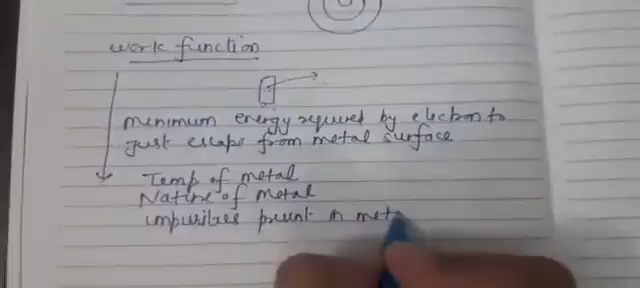 work function
minimum energy required by electron to
just escape from metal surface
Temp of metal
Nature of metal
impurities present in meta